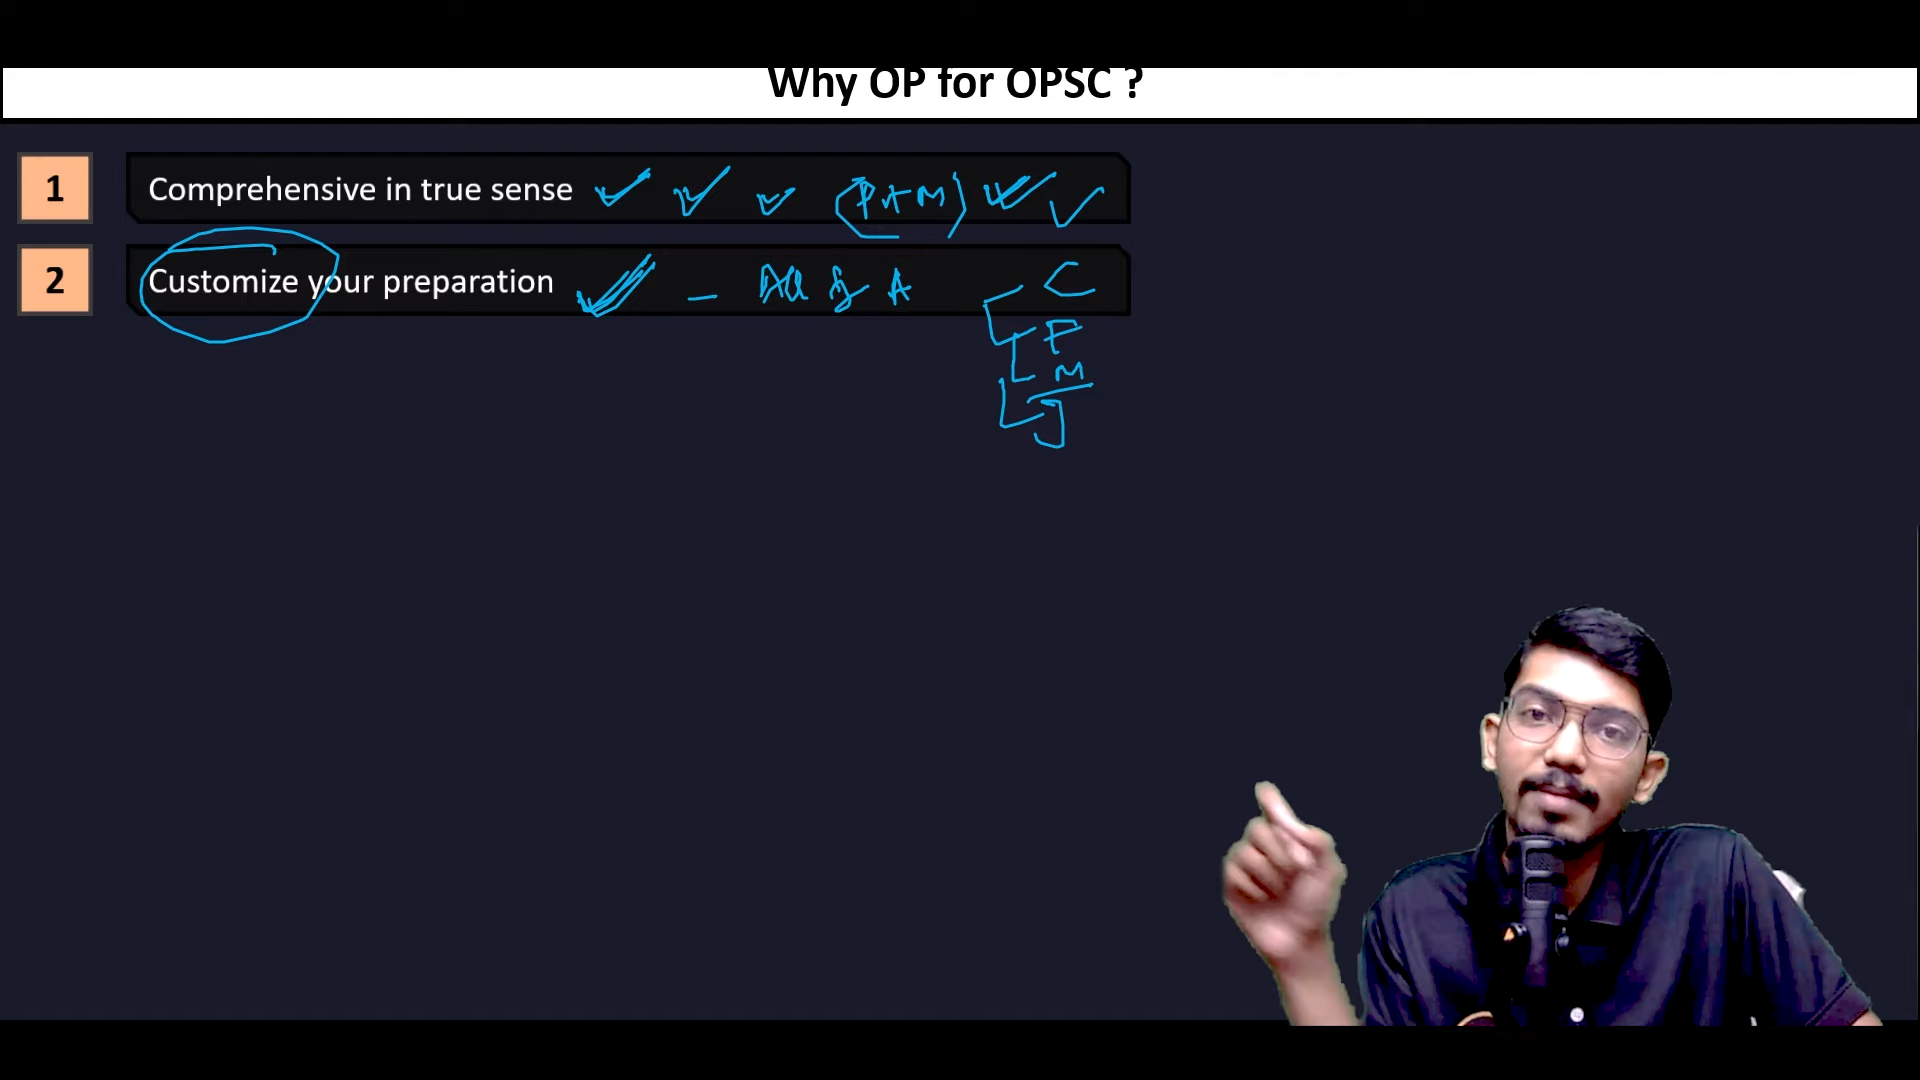 Why OP for OPSC ?
1 Comprehensive in true sense (P+M)
2 Customize your preparation - A C
F
M
J